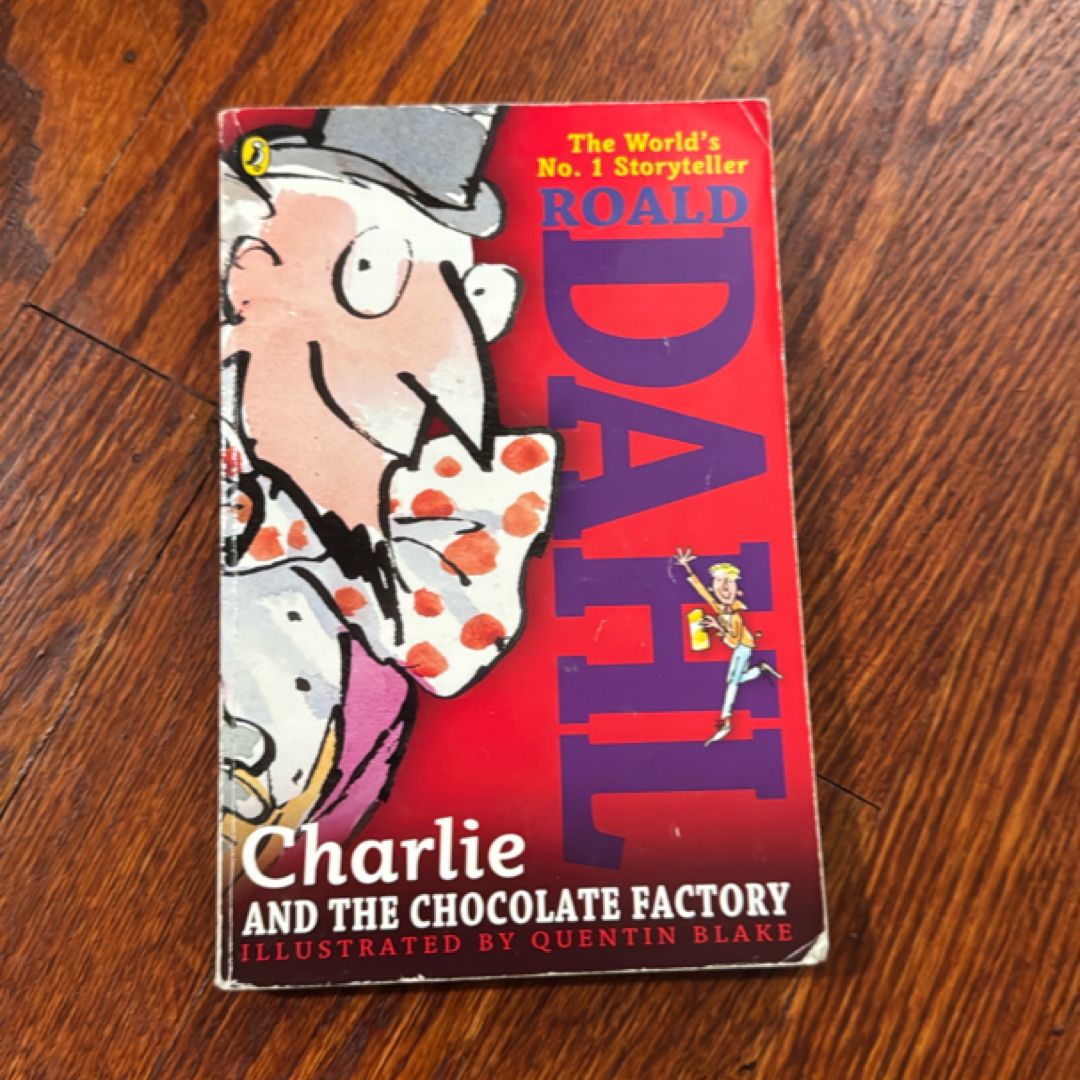 The World's
No. 1 Storyteller
ROALD
DAHL
Charlie
AND THE CHOCOLATE FACTORY
ILLUSTRATED BY QUENTIN BLAKE